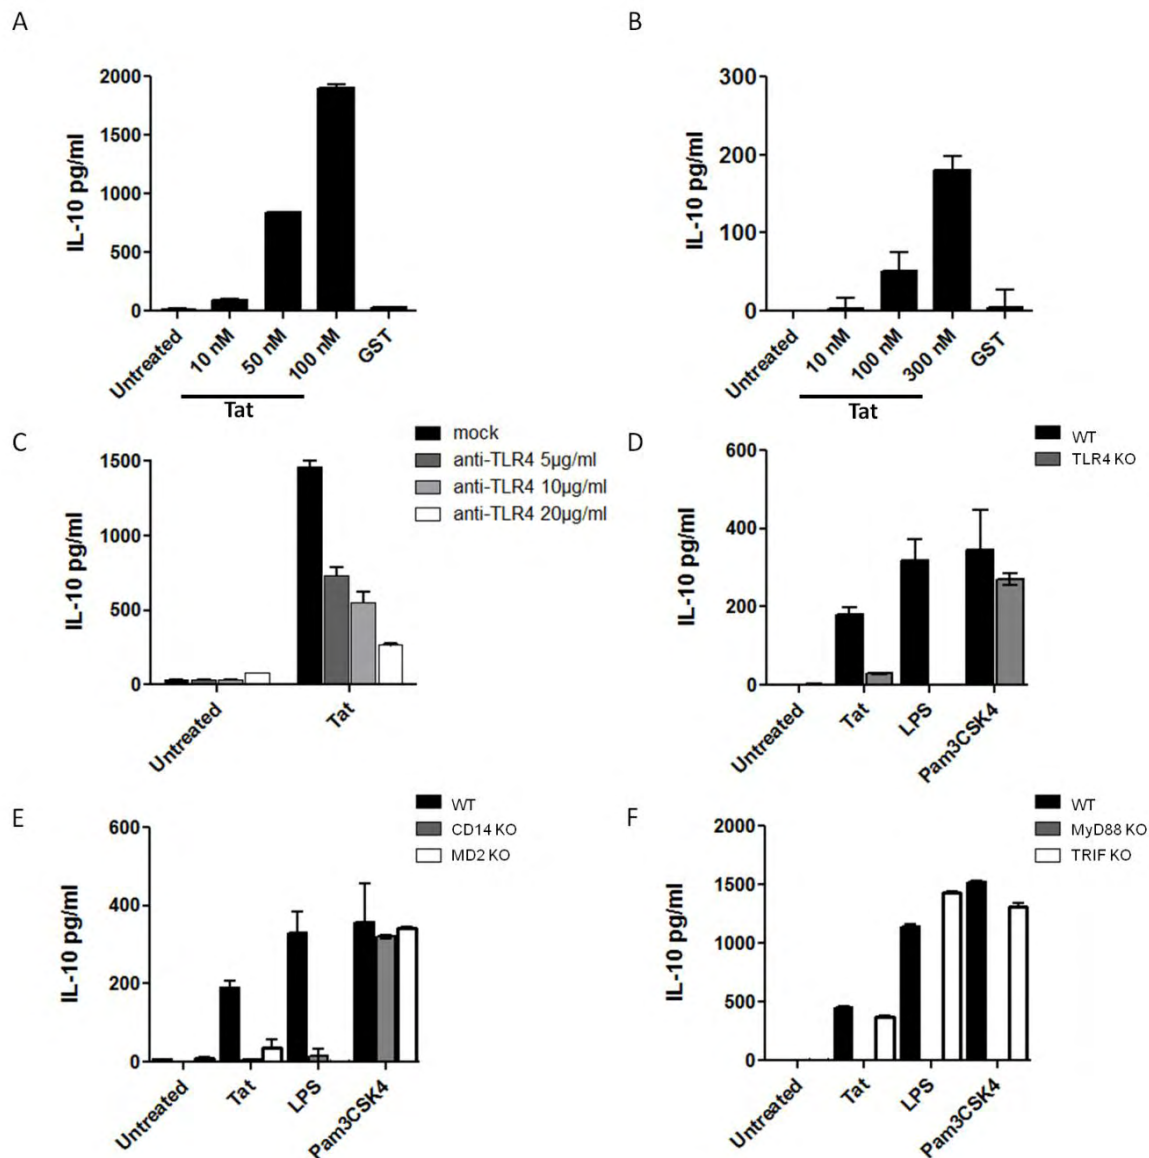 A
IL-10 pg/ml
2000
1500
1000
500
0
Untreated
10 nM
50 nM
100 nM
GST
Tat
B
IL-10 pg/ml
300
200
100
0
Untreated
10 nM
100 nM
300 nM
GST
Tat
C
mock
anti-TLR4 5µg/ml
anti-TLR4 10µg/ml
anti-TLR4 20µg/ml
IL-10 pg/ml
1500
1000
500
0
Untreated
Tat
D
WT
TLR4 KO
IL-10 pg/ml
600
400
200
0
Untreated
Tat
LPS
Pam3CSK4
E
WT
CD14 KO
MD2 KO
IL-10 pg/ml
600
400
200
0
Untreated
Tat
LPS
Pam3CSK4
F
WT
MyD88 KO
TRIF KO
IL-10 pg/ml
2000
1500
1000
500
0
Untreated
Tat
LPS
Pam3CSK4